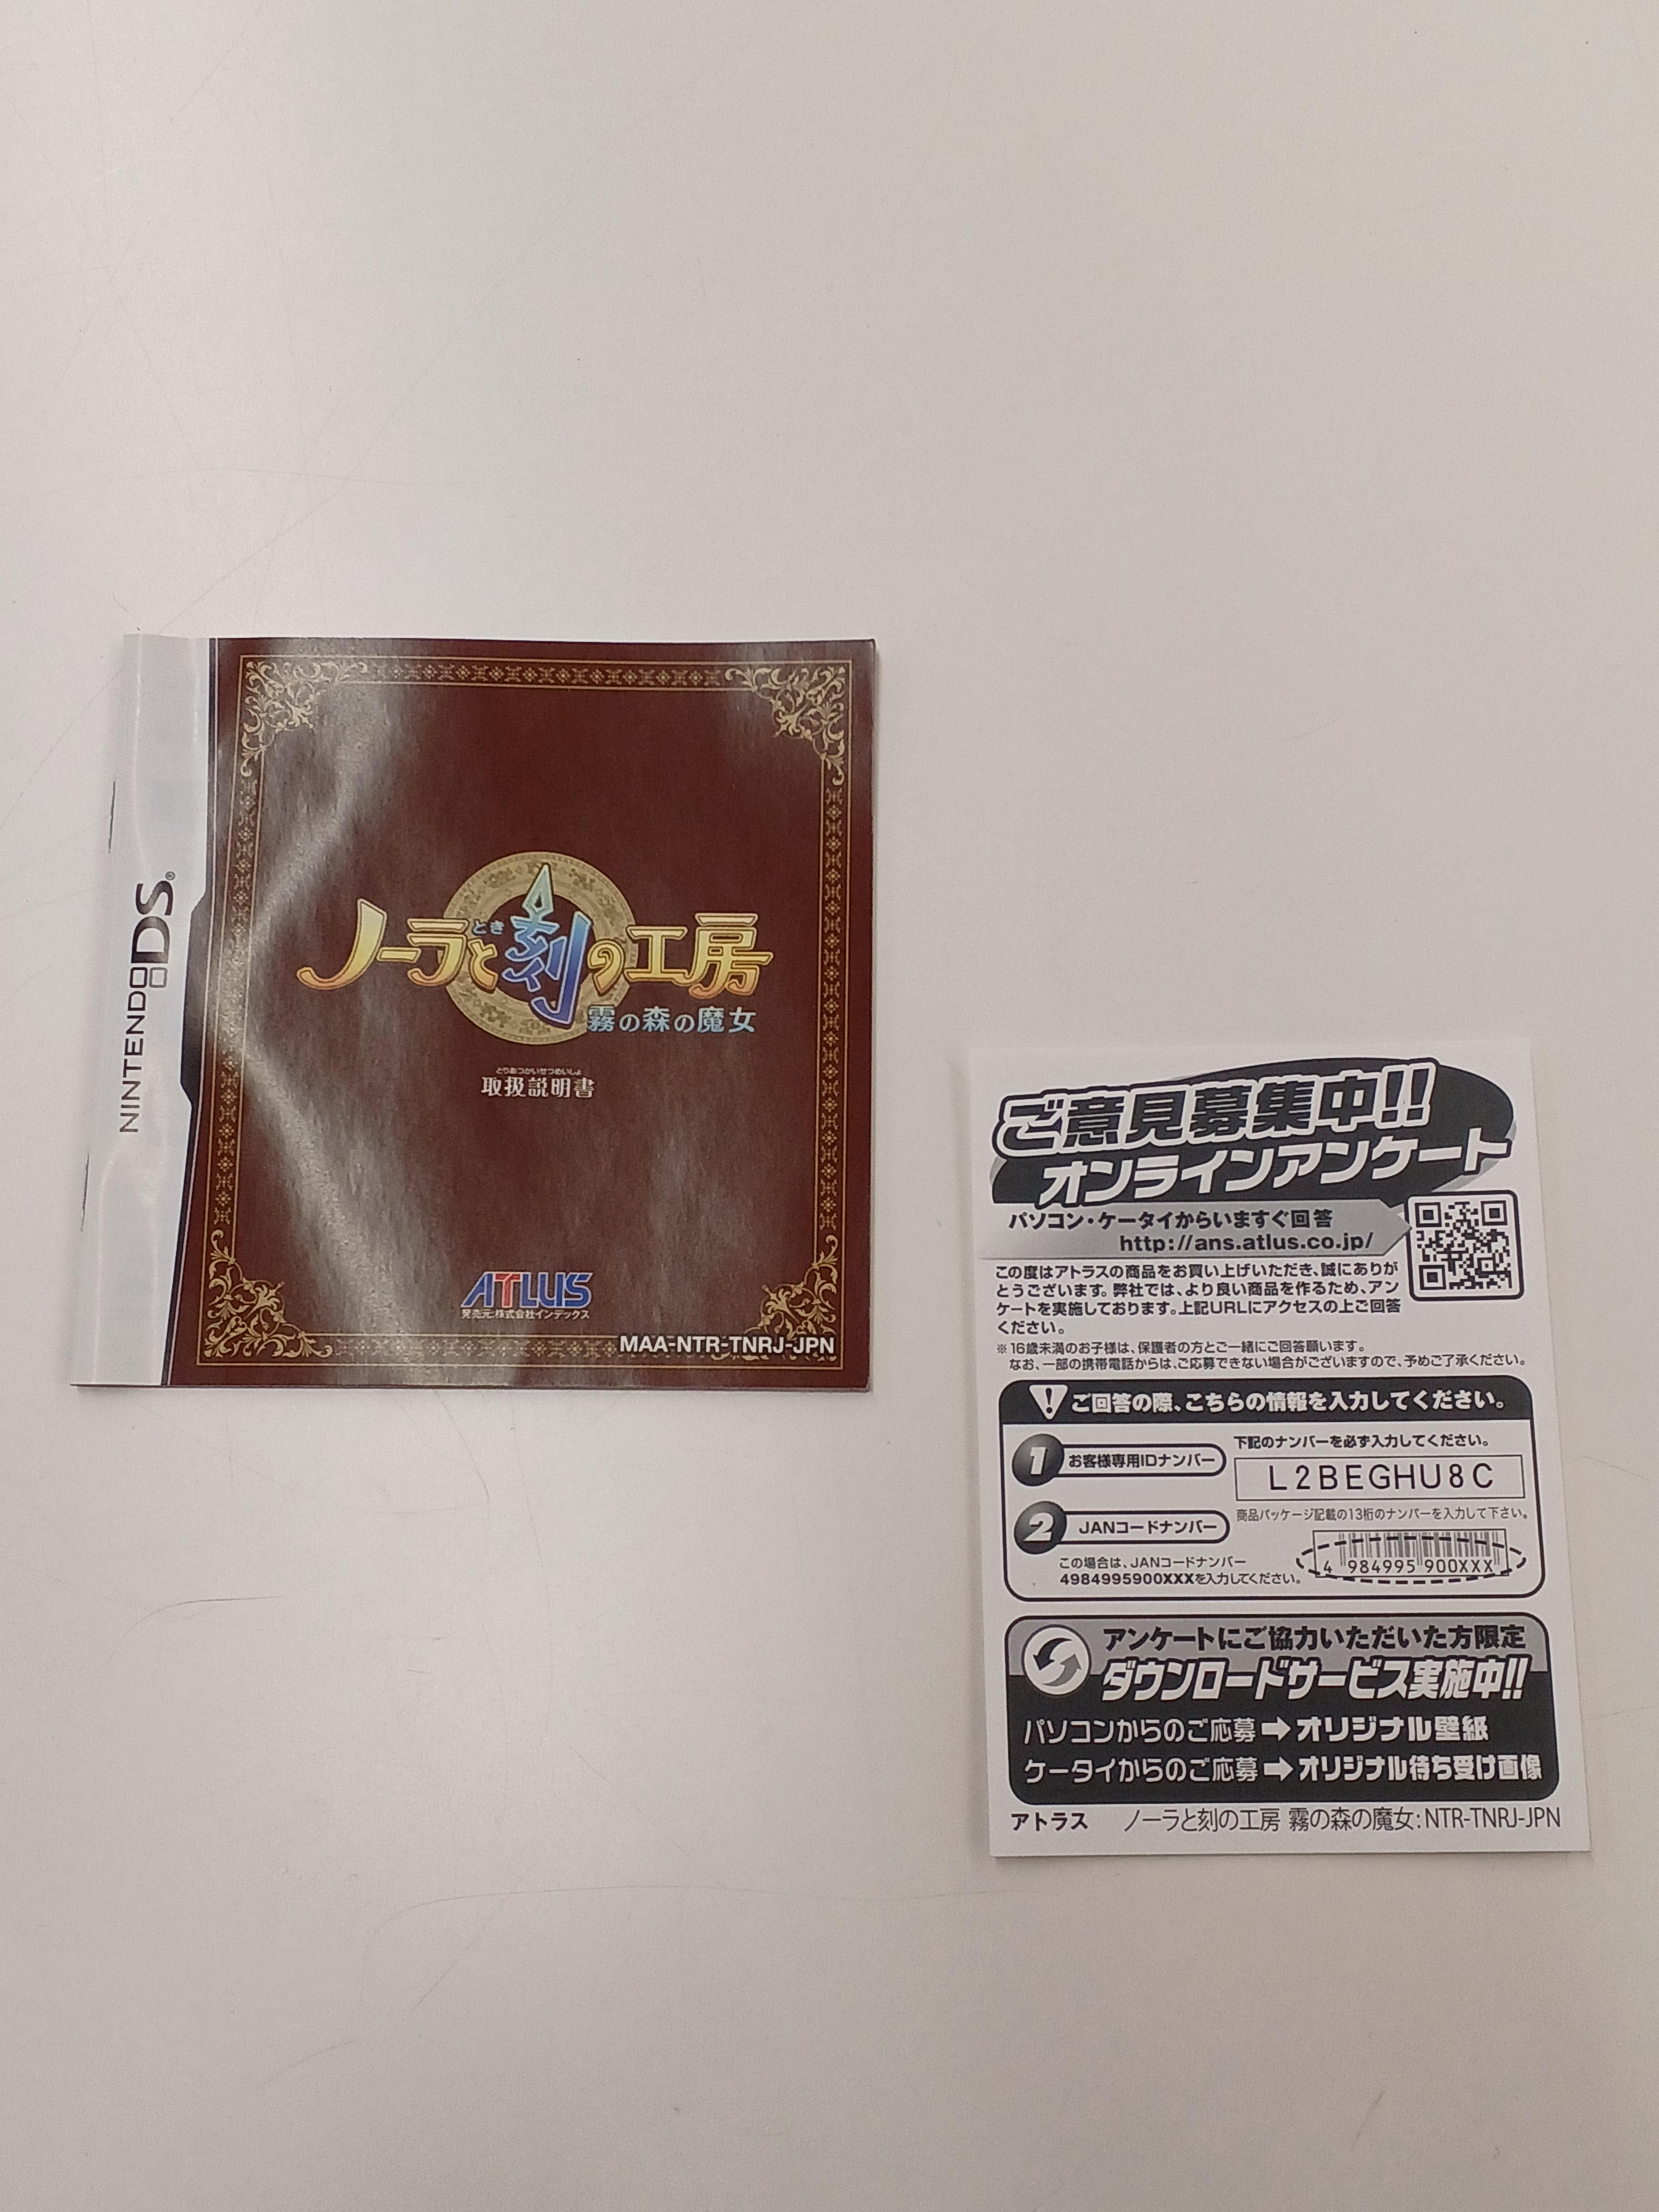 NINTENDO DS®
ノーラと刻の工房
とき
霧の森の魔女
とりあつかいせつめいしょ
取扱説明書
ATLUS
発売元:株式会社インデックス
MAA-NTR-TNRJ-JPN
ご意見募集中!!
オンラインアンケート
パソコン・ケータイからいますぐ回答
http://ans.atlus.co.jp/
この度はアトラスの商品をお買い上げいただき、誠にありが
とうございます。弊社では、より良い商品を作るため、アン
ケートを実施しております。上記URLにアクセスの上ご回答
ください。
※16歳未満のお子様は、保護者の方とご一緒にご回答願います。
なお、一部の携帯電話からは、ご応募できない場合がございますので、予めご了承ください。
! ご回答の際、こちらの情報を入力してください。
1 お客様専用IDナンバー
下記のナンバーを必ず入力してください。
L2BEGHU8C
2 JANコードナンバー
商品パッケージ記載の13桁のナンバーを入力して下さい。
この場合は、JANコードナンバー
4984995900XXXを入力してください。
4 984995 900XXX
アンケートにご協力いただいた方限定
ダウンロードサービス実施中!!
パソコンからのご応募➡オリジナル壁紙
ケータイからのご応募➡オリジナル待ち受け画像
アトラス ノーラと刻の工房 霧の森の魔女:NTR-TNRJ-JPN